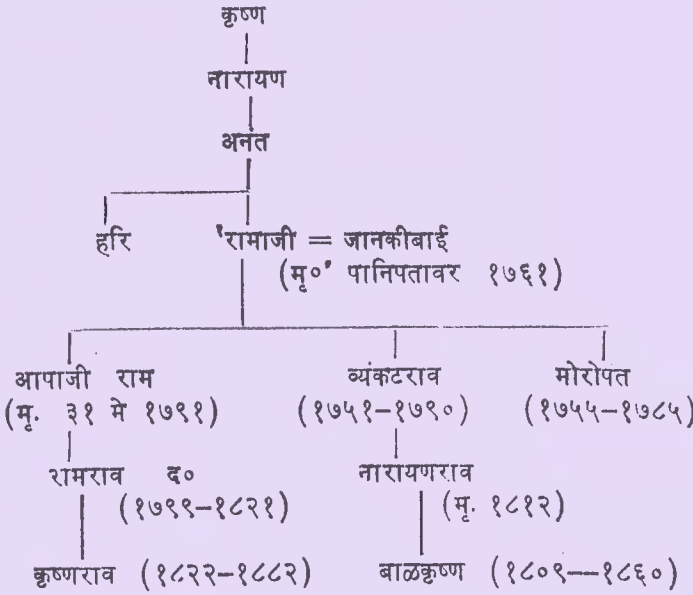 कृष्ण
नारायण
अनंत
हरि 'रामाजी = जानकीबाई
(मृ०' पानिपतावर १७६१)
आपाजी राम व्यंकटराव मोरोपत
(मृ. ३१ मे १७९१) (१७५१-१७९०) (१७५५-१७८५)
रामराव द० नारायणराव
(१७९९-१८२१) (मृ. १८१२)
कृष्णराव (१८२२-१८८२) बाळकृष्ण (१८०९--१८६०)